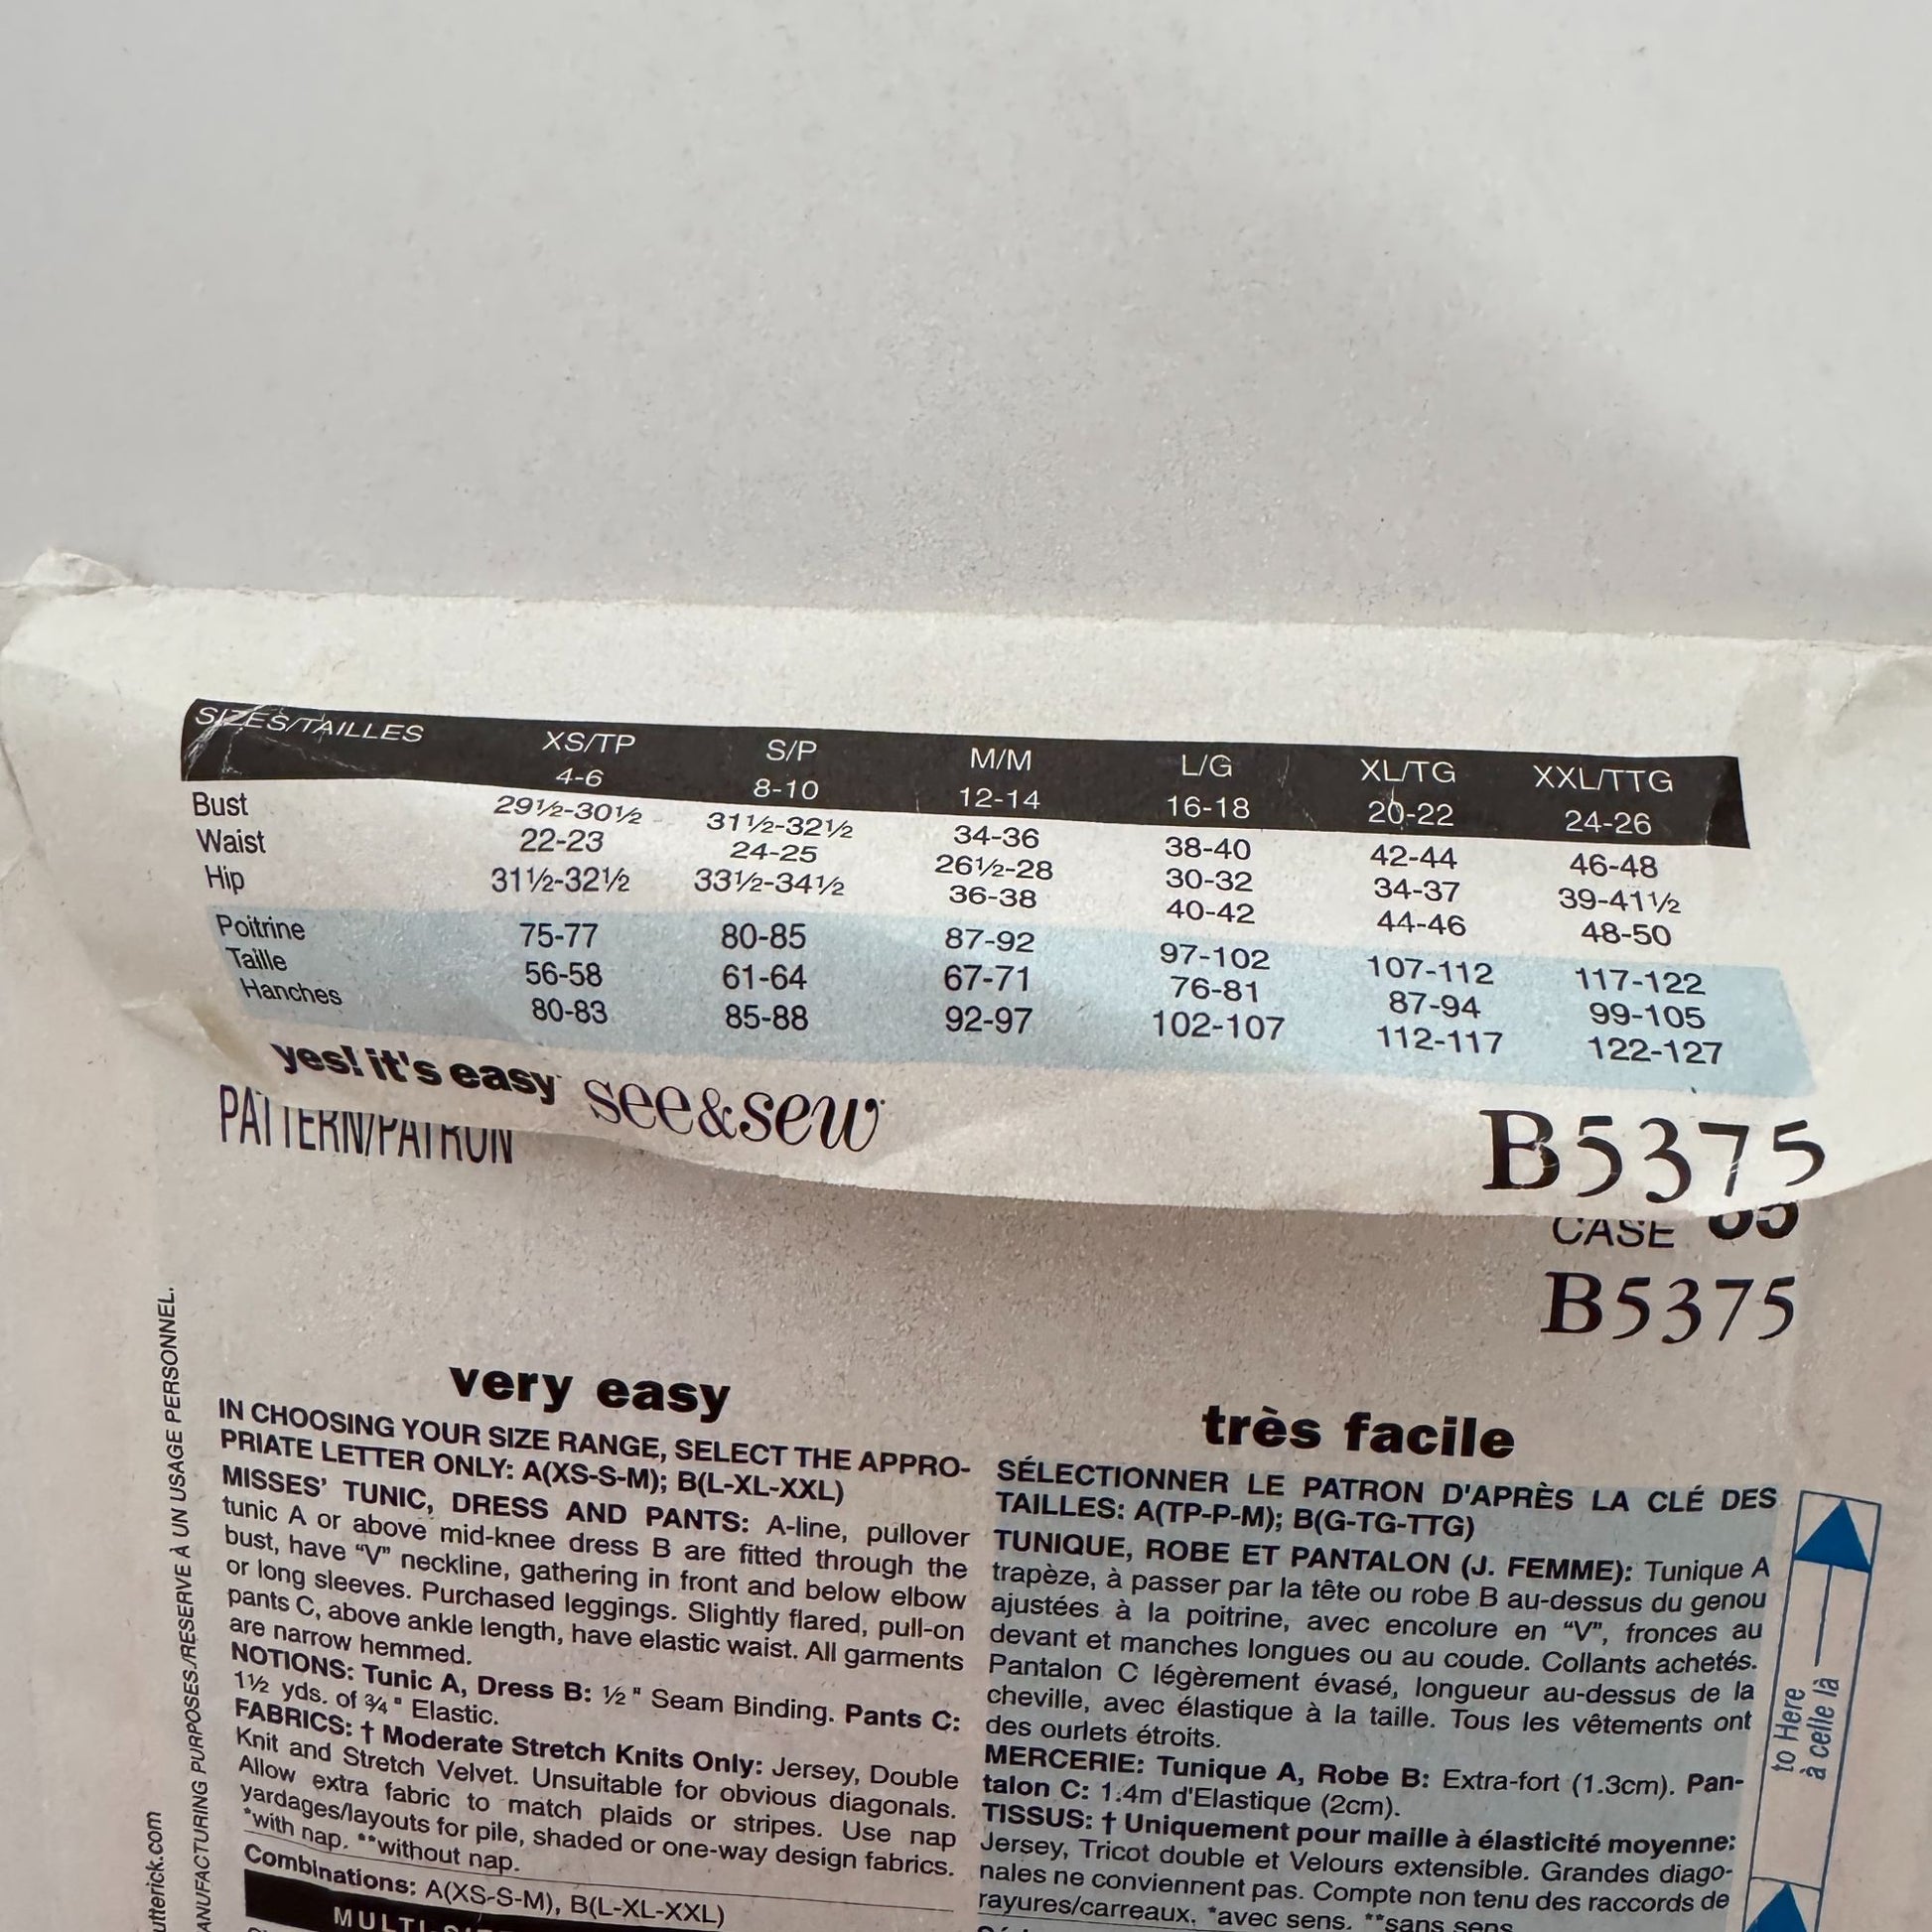 SIZES/TAILLES XS/TP S/P M/M L/G XL/TG XXL/TTG
4-6 8-10 12-14 16-18 20-22 24-26
Bust 29½-30½ 31½-32½ 34-36 38-40 42-44 46-48
Waist 22-23 24-25 26½-28 30-32 34-37 39-41½
Hip 31½-32½ 33½-34½ 36-38 40-42 44-46 48-50
Poitrine 75-77 80-85 87-92 97-102 107-112 117-122
Taille 56-58 61-64 67-71 76-81 87-94 99-105
Hanches 80-83 85-88 92-97 102-107 112-117 122-127
yes! it's easy see&sew B5375
PATTERN/PATRON
CASE
B5375
very easy
IN CHOOSING YOUR SIZE RANGE, SELECT THE APPRO-
PRIATE LETTER ONLY: A(XS-S-M); B(L-XL-XXL)
MISSES' TUNIC, DRESS AND PANTS: A-line, pullover
tunic A or above mid-knee dress B are fitted through the
bust, have “V” neckline, gathering in front and below elbow
or long sleeves. Purchased leggings. Slightly flared, pull-on
pants C, above ankle length, have elastic waist. All garments
are narrow hemmed.
NOTIONS: Tunic A, Dress B: ½" Seam Binding. Pants C:
1½ yds. of ¾" Elastic.
FABRICS: † Moderate Stretch Knits Only: Jersey, Double
Knit and Stretch Velvet. Unsuitable for obvious diagonals.
Allow extra fabric to match plaids or stripes. Use nap
yardages/layouts for pile, shaded or one-way design fabrics.
*with nap. **without nap.
Combinations: A(XS-S-M), B(L-XL-XXL)
très facile
SÉLECTIONNER LE PATRON D'APRÈS LA CLÉ DES
TAILLES: A(TP-P-M); B(G-TG-TTG)
TUNIQUE, ROBE ET PANTALON (J. FEMME): Tunique A
trapèze, à passer par la tête ou robe B au-dessus du genou
ajustées à la poitrine, avec encolure en “V”, fronces au
devant et manches longues ou au coude. Collants achetés.
Pantalon C légèrement évasé, longueur au-dessus de la
cheville, avec élastique à la taille. Tous les vêtements ont
des ourlets étroits.
MERCERIE: Tunique A, Robe B: Extra-fort (1.3cm). Pan-
talon C: 1.4m d'Elastique (2cm).
TISSUS: † Uniquement pour maille à élasticité moyenne:
Jersey, Tricot double et Velours extensible. Grandes diago-
nales ne conviennent pas. Compte non tenu des raccords de
rayures/carreaux. *avec sens. **sans sens
to Here
à celle là
utterick.com
ANUFACTURING PURPOSES./RESERVE À UN USAGE PERSONNEL.